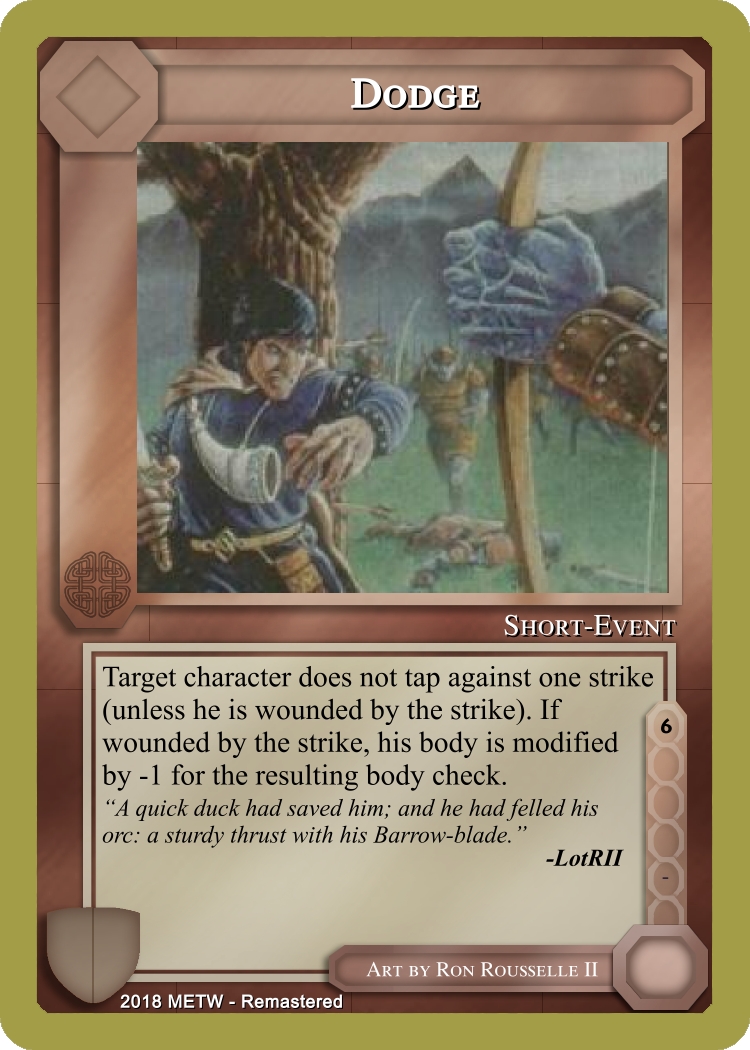 Dodge
Short-Event
Target character does not tap against one strike
(unless he is wounded by the strike). If
wounded by the strike, his body is modified
by -1 for the resulting body check.
“A quick duck had saved him; and he had felled his
orc: a sturdy thrust with his Barrow-blade.”
-LotRII
6
-
Art by Ron Rousselle II
2018 METW - Remastered